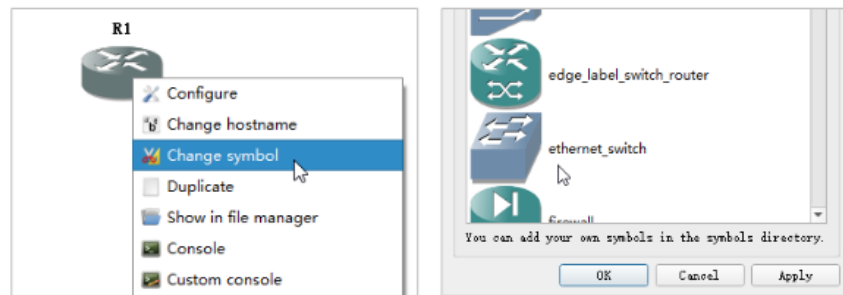 R1
Configure
Change hostname
Change symbol
Duplicate
Show in file manager
Console
Custom console
edge_label_switch_router
ethernet_switch
firewall
You can add your own symbols in the symbols directory.
OK Cancel Apply